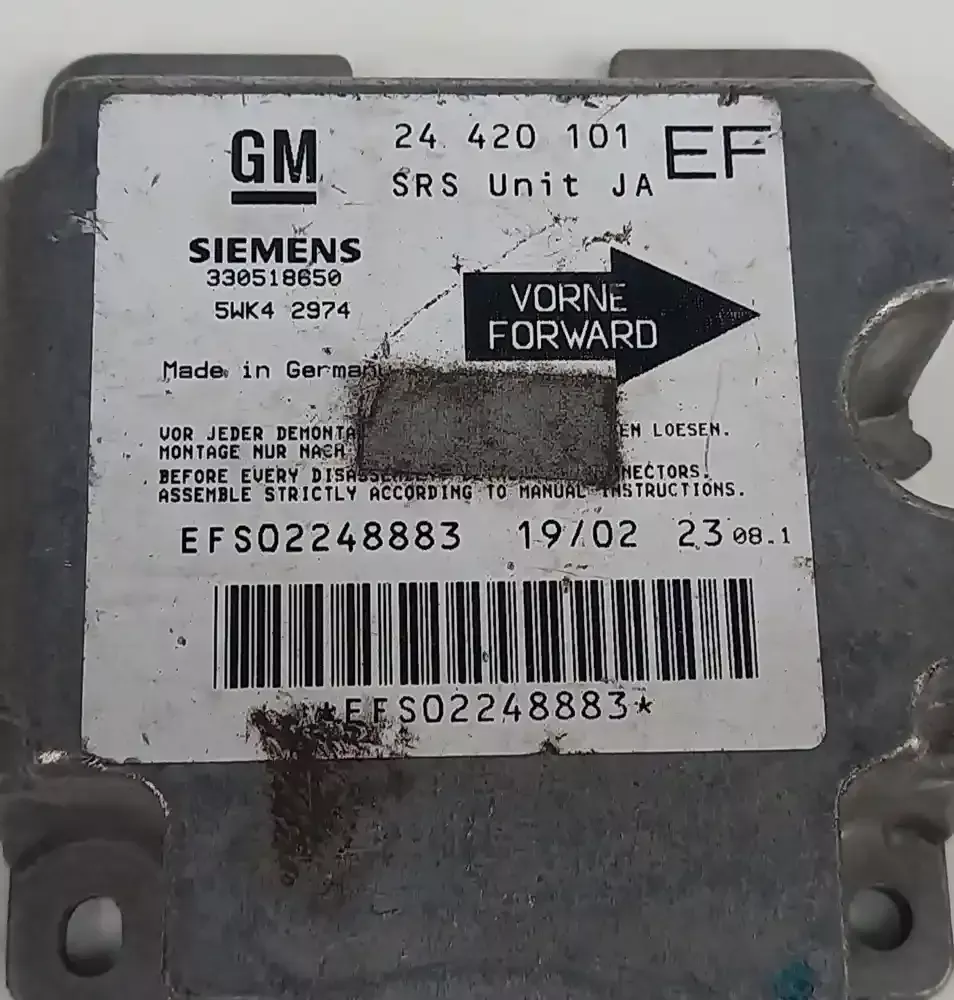 GM
24 420 101 EF
SRS Unit JA
SIEMENS
330518650
5WK4 2974
VORNE
FORWARD
Made in Germany
VOR JEDER DEMONTA EN LOESEN.
MONTAGE NUR NACH
BEFORE EVERY NECTORS.
ASSEMBLE STRICTLY ACCORDING TO MANUAL INSTRUCTIONS.
EFS02248883 19/02 23 08.1
*EFS02248883*